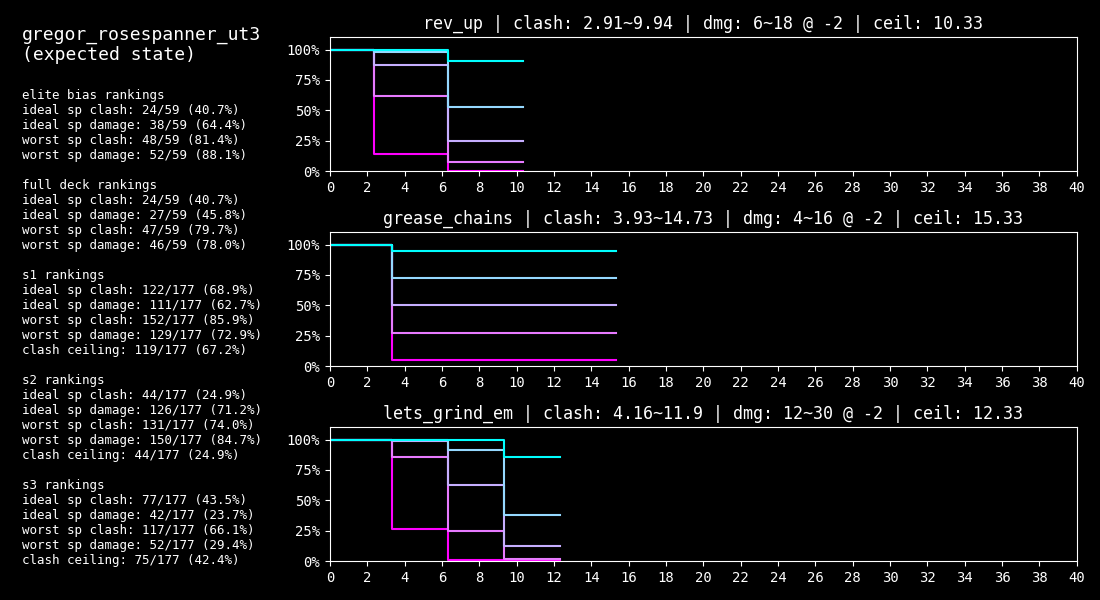 gregor_rosespanner_ut3
(expected state)
elite bias rankings
ideal sp clash: 24/59 (40.7%)
ideal sp damage: 38/59 (64.4%)
worst sp clash: 48/59 (81.4%)
worst sp damage: 52/59 (88.1%)
full deck rankings
ideal sp clash: 24/59 (40.7%)
ideal sp damage: 27/59 (45.8%)
worst sp clash: 47/59 (79.7%)
worst sp damage: 46/59 (78.0%)
s1 rankings
ideal sp clash: 122/177 (68.9%)
ideal sp damage: 111/177 (62.7%)
worst sp clash: 152/177 (85.9%)
worst sp damage: 129/177 (72.9%)
clash ceiling: 119/177 (67.2%)
s2 rankings
ideal sp clash: 44/177 (24.9%)
ideal sp damage: 126/177 (71.2%)
worst sp clash: 131/177 (74.0%)
worst sp damage: 150/177 (84.7%)
clash ceiling: 44/177 (24.9%)
s3 rankings
ideal sp clash: 77/177 (43.5%)
ideal sp damage: 42/177 (23.7%)
worst sp clash: 117/177 (66.1%)
worst sp damage: 52/177 (29.4%)
clash ceiling: 75/177 (42.4%)
rev_up | clash: 2.91~9.94 | dmg: 6~18 @ -2 | ceil: 10.33
100%
75%
50%
25%
0%
0 2 4 6 8 10 12 14 16 18 20 22 24 26 28 30 32 34 36 38 40
grease_chains | clash: 3.93~14.73 | dmg: 4~16 @ -2 | ceil: 15.33
100%
75%
50%
25%
0%
0 2 4 6 8 10 12 14 16 18 20 22 24 26 28 30 32 34 36 38 40
lets_grind_em | clash: 4.16~11.9 | dmg: 12~30 @ -2 | ceil: 12.33
100%
75%
50%
25%
0%
0 2 4 6 8 10 12 14 16 18 20 22 24 26 28 30 32 34 36 38 40